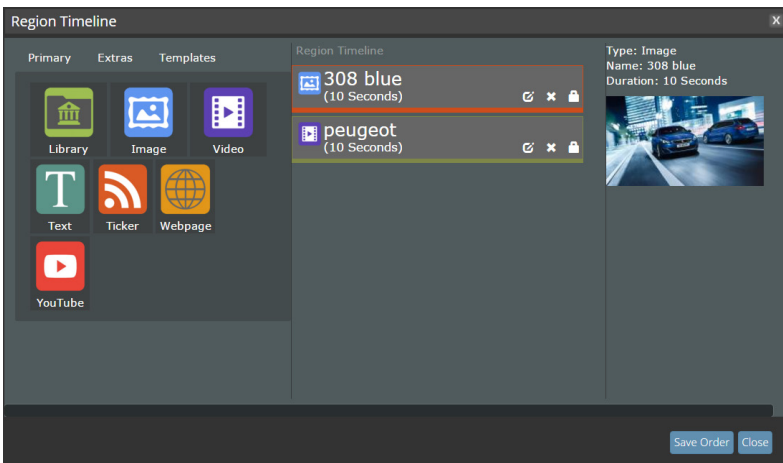 Region Timeline
X
Primary Extras Templates
Library Image Video
Text Ticker Webpage
YouTube
Region Timeline
308 blue
(10 Seconds)
peugeot
(10 Seconds)
Type: Image
Name: 308 blue
Duration: 10 Seconds
Save Order Close